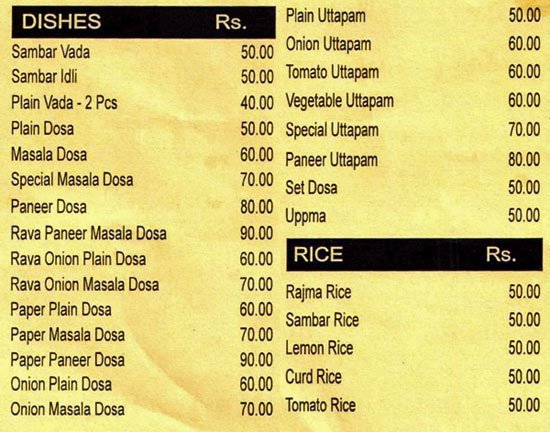 DISHES Rs.
Sambar Vada 50.00
Sambar Idli 50.00
Plain Vada - 2 Pcs 40.00
Plain Dosa 50.00
Masala Dosa 60.00
Special Masala Dosa 70.00
Paneer Dosa 80.00
Rava Paneer Masala Dosa 90.00
Rava Onion Plain Dosa 60.00
Rava Onion Masala Dosa 70.00
Paper Plain Dosa 60.00
Paper Masala Dosa 70.00
Paper Paneer Dosa 90.00
Onion Plain Dosa 60.00
Onion Masala Dosa 70.00
Plain Uttapam 50.00
Onion Uttapam 60.00
Tomato Uttapam 60.00
Vegetable Uttapam 60.00
Special Uttapam 70.00
Paneer Uttapam 80.00
Set Dosa 50.00
Uppma 50.00
RICE Rs.
Rajma Rice 50.00
Sambar Rice 50.00
Lemon Rice 50.00
Curd Rice 50.00
Tomato Rice 50.00